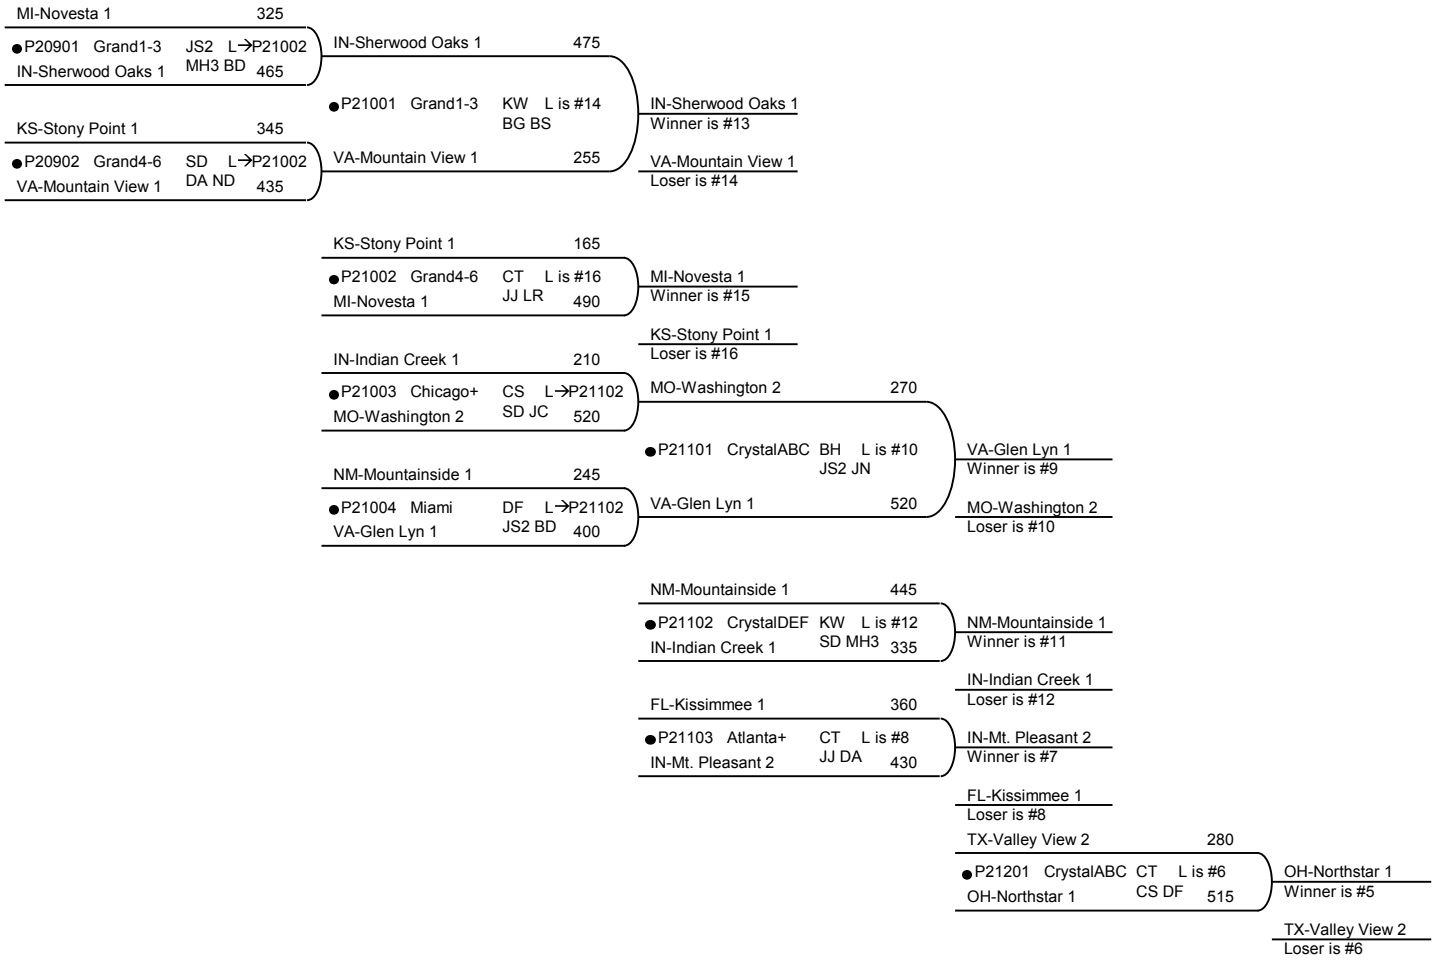 MI-Novesta 1 325
●P20901 Grand1-3 JS2 L→P21002
MH3 BD
IN-Sherwood Oaks 1 465
IN-Sherwood Oaks 1 475
●P21001 Grand1-3 KW L is #14
BG BS
IN-Sherwood Oaks 1
Winner is #13
KS-Stony Point 1 345
●P20902 Grand4-6 SD L→P21002
DA ND
VA-Mountain View 1 435
VA-Mountain View 1 255
VA-Mountain View 1
Loser is #14
KS-Stony Point 1 165
●P21002 Grand4-6 CT L is #16
JJ LR
MI-Novesta 1 490
MI-Novesta 1
Winner is #15
KS-Stony Point 1
Loser is #16
IN-Indian Creek 1 210
●P21003 Chicago+ CS L→P21102
SD JC
MO-Washington 2 520
MO-Washington 2 270
●P21101 CrystalABC BH L is #10
JS2 JN
VA-Glen Lyn 1
Winner is #9
NM-Mountainside 1 245
●P21004 Miami DF L→P21102
JS2 BD
VA-Glen Lyn 1 400
VA-Glen Lyn 1 520
MO-Washington 2
Loser is #10
NM-Mountainside 1 445
●P21102 CrystalDEF KW L is #12
SD MH3
IN-Indian Creek 1 335
NM-Mountainside 1
Winner is #11
IN-Indian Creek 1
Loser is #12
FL-Kissimmee 1 360
●P21103 Atlanta+ CT L is #8
JJ DA
IN-Mt. Pleasant 2 430
IN-Mt. Pleasant 2
Winner is #7
FL-Kissimmee 1
Loser is #8
TX-Valley View 2 280
●P21201 CrystalABC CT L is #6
CS DF
OH-Northstar 1 515
OH-Northstar 1
Winner is #5
TX-Valley View 2
Loser is #6